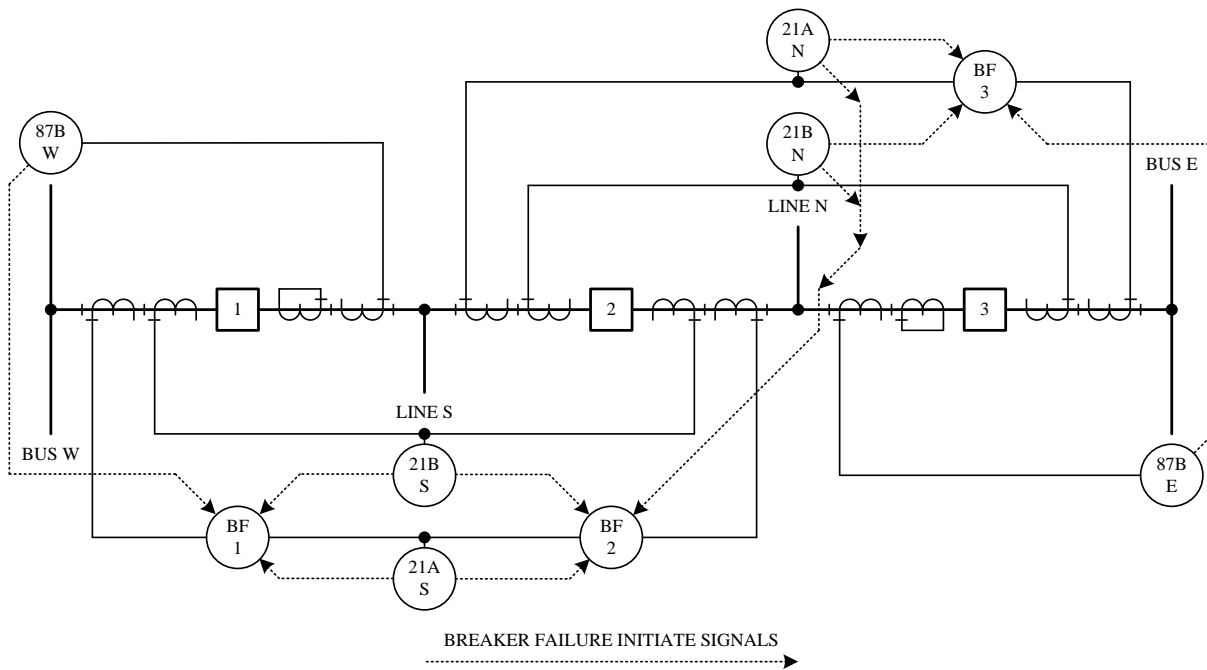 21A
N
BF
3
87B
W
21B
N
BUS E
LINE N
1
2
3
LINE S
BUS W
21B
S
87B
E
BF
1
BF
2
21A
S
BREAKER FAILURE INITIATE SIGNALS